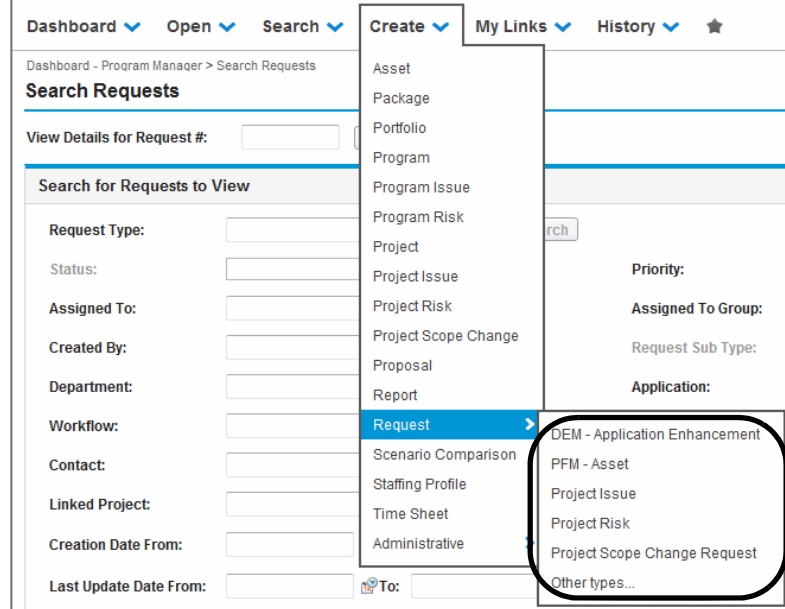 Dashboard Open Search Create My Links History
Dashboard - Program Manager > Search Requests
Search Requests
View Details for Request #:
Search for Requests to View
Request Type:
rch
Status:
Priority:
Assigned To:
Assigned To Group:
Created By:
Request Sub Type:
Department:
Application:
Workflow:
Contact:
Linked Project:
Creation Date From:
Last Update Date From:
To:
Asset
Package
Portfolio
Program
Program Issue
Program Risk
Project
Project Issue
Project Risk
Project Scope Change
Proposal
Report
Request
Scenario Comparison
Staffing Profile
Time Sheet
Administrative
DEM - Application Enhancement
PFM - Asset
Project Issue
Project Risk
Project Scope Change Request
Other types...